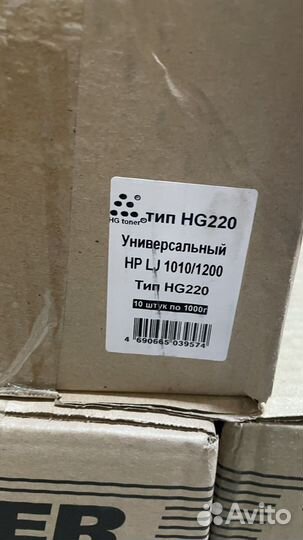 HG toner®
тип HG220
Универсальный
HP LJ 1010/1200
Тип HG220
10 штук по 1000г
4 690665 039574
ER
Avito